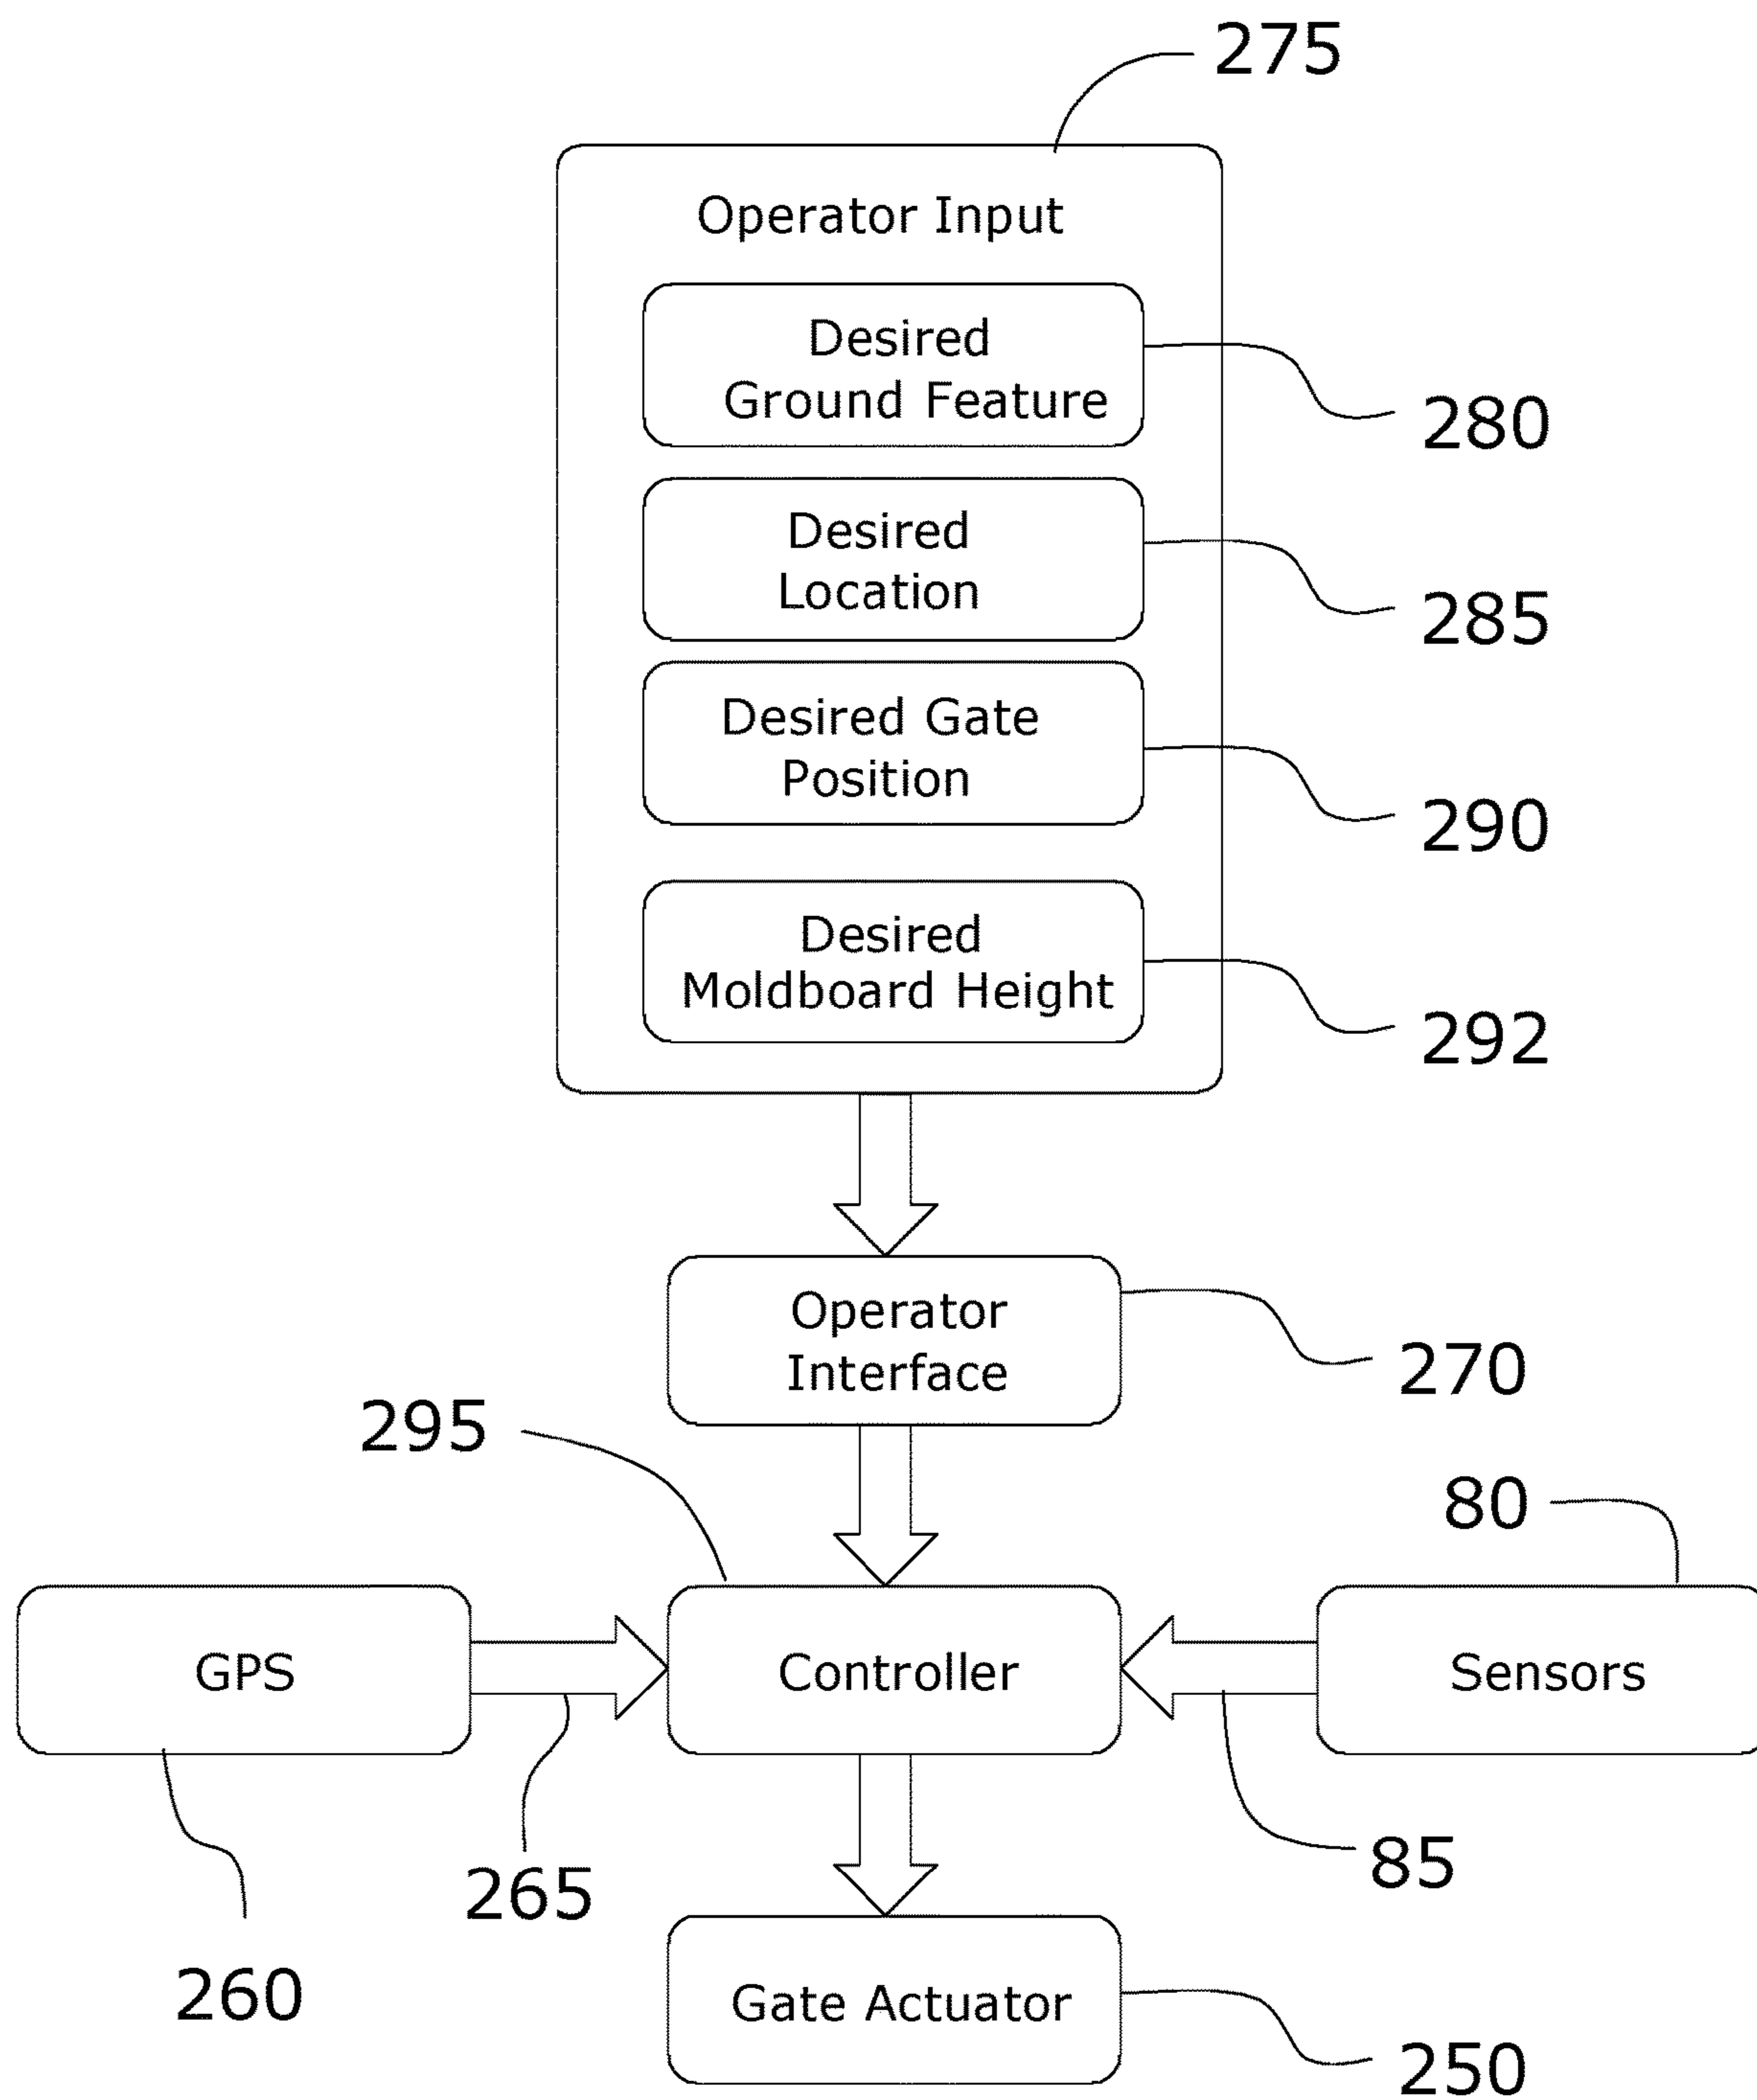 275
Operator Input
Desired
Ground Feature
280
Desired
Location
285
Desired Gate
Position
290
Desired
Moldboard Height
292
Operator
Interface
270
295
80
GPS
Controller
Sensors
85
265
260
Gate Actuator
250